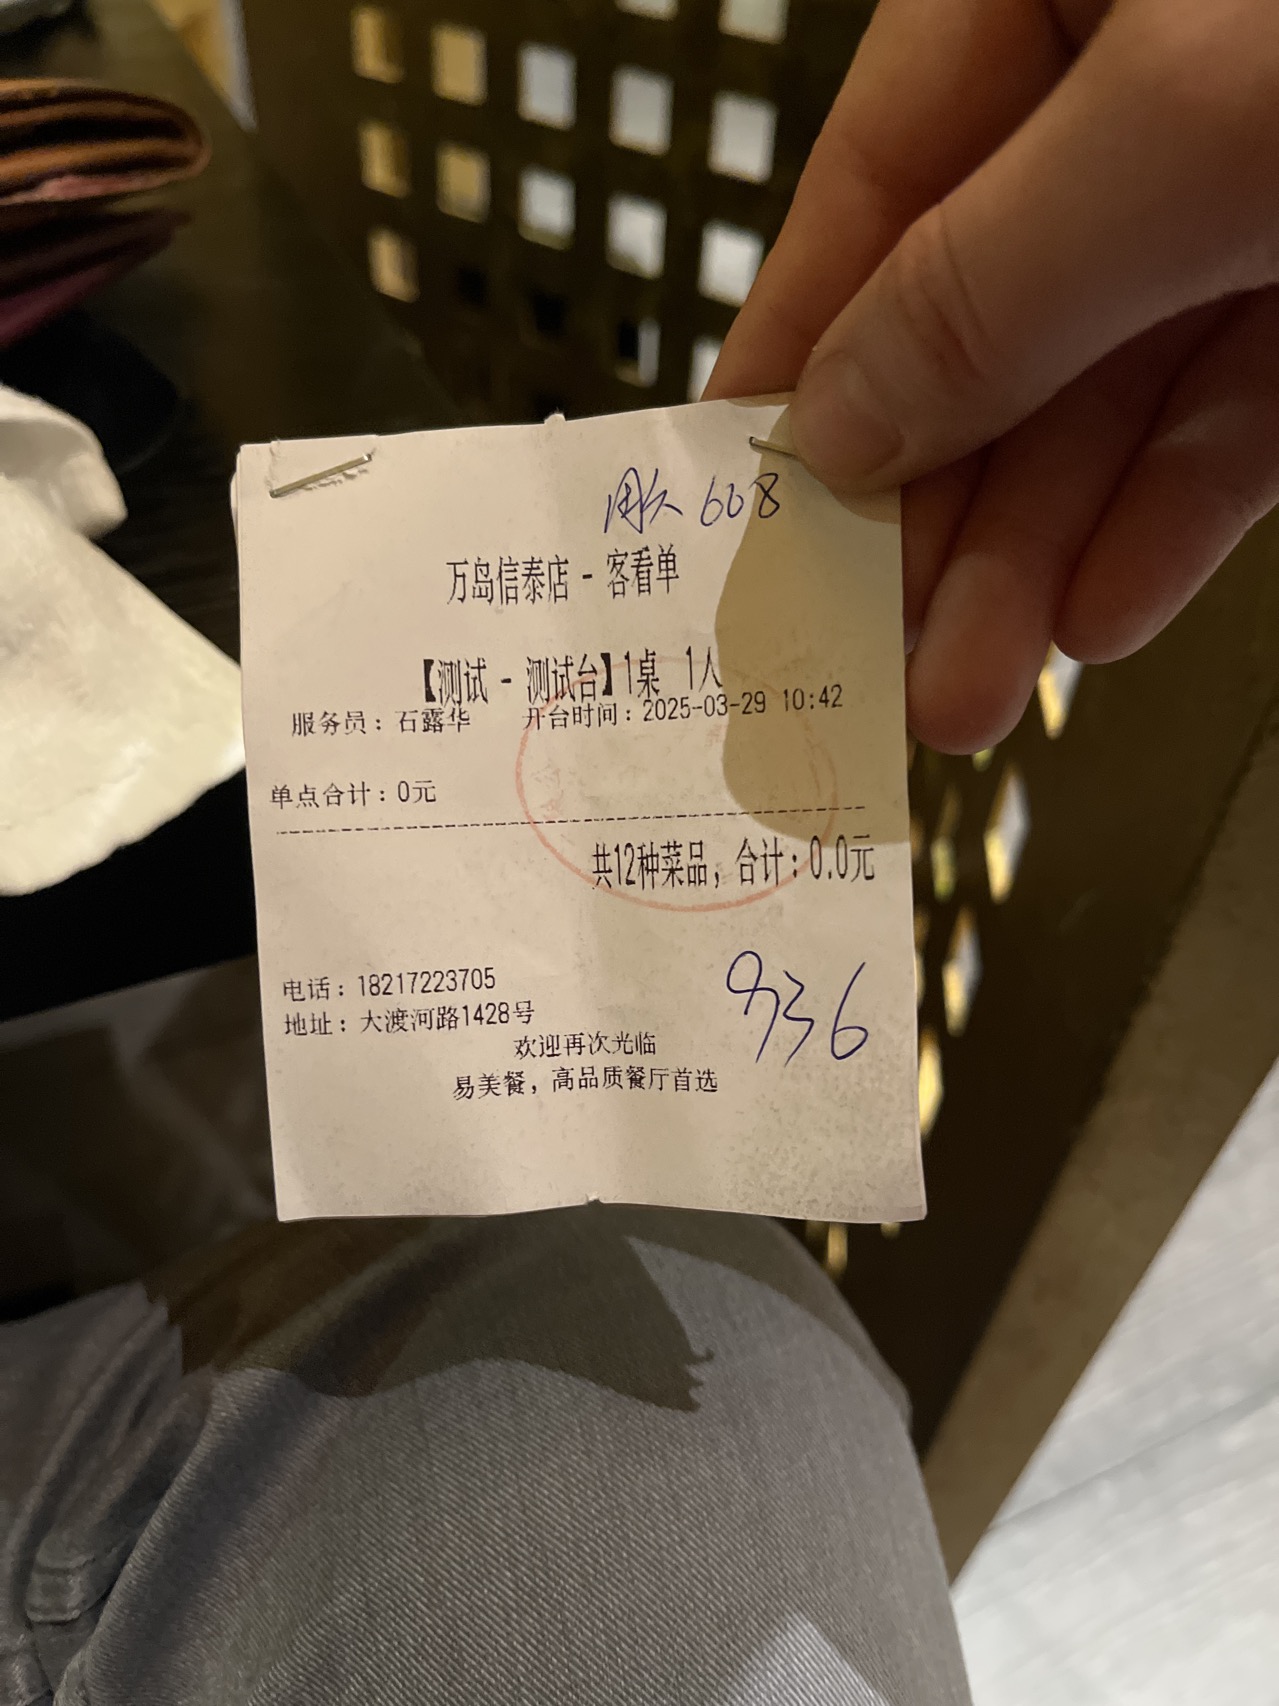 608
万岛信泰店 - 客看单
【测试 - 测试台】1桌 1人
服务员：石露华 开台时间：2025-03-29 10:42
单点合计：0元
共12种菜品，合计：0.0元
936
电话：18217223705
地址：大渡河路1428号
欢迎再次光临
易美餐，高品质餐厅首选